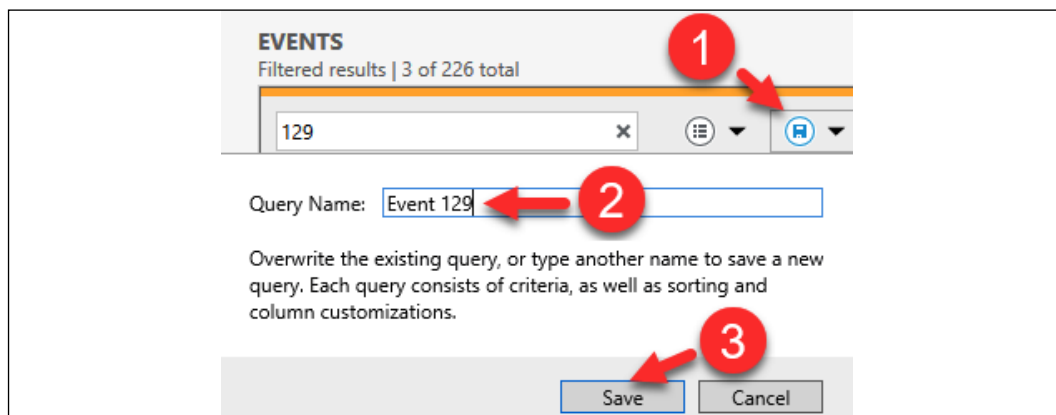 EVENTS
Filtered results | 3 of 226 total
1
129
Query Name: Event 129
2
Overwrite the existing query, or type another name to save a new
query. Each query consists of criteria, as well as sorting and
column customizations.
3
Save Cancel